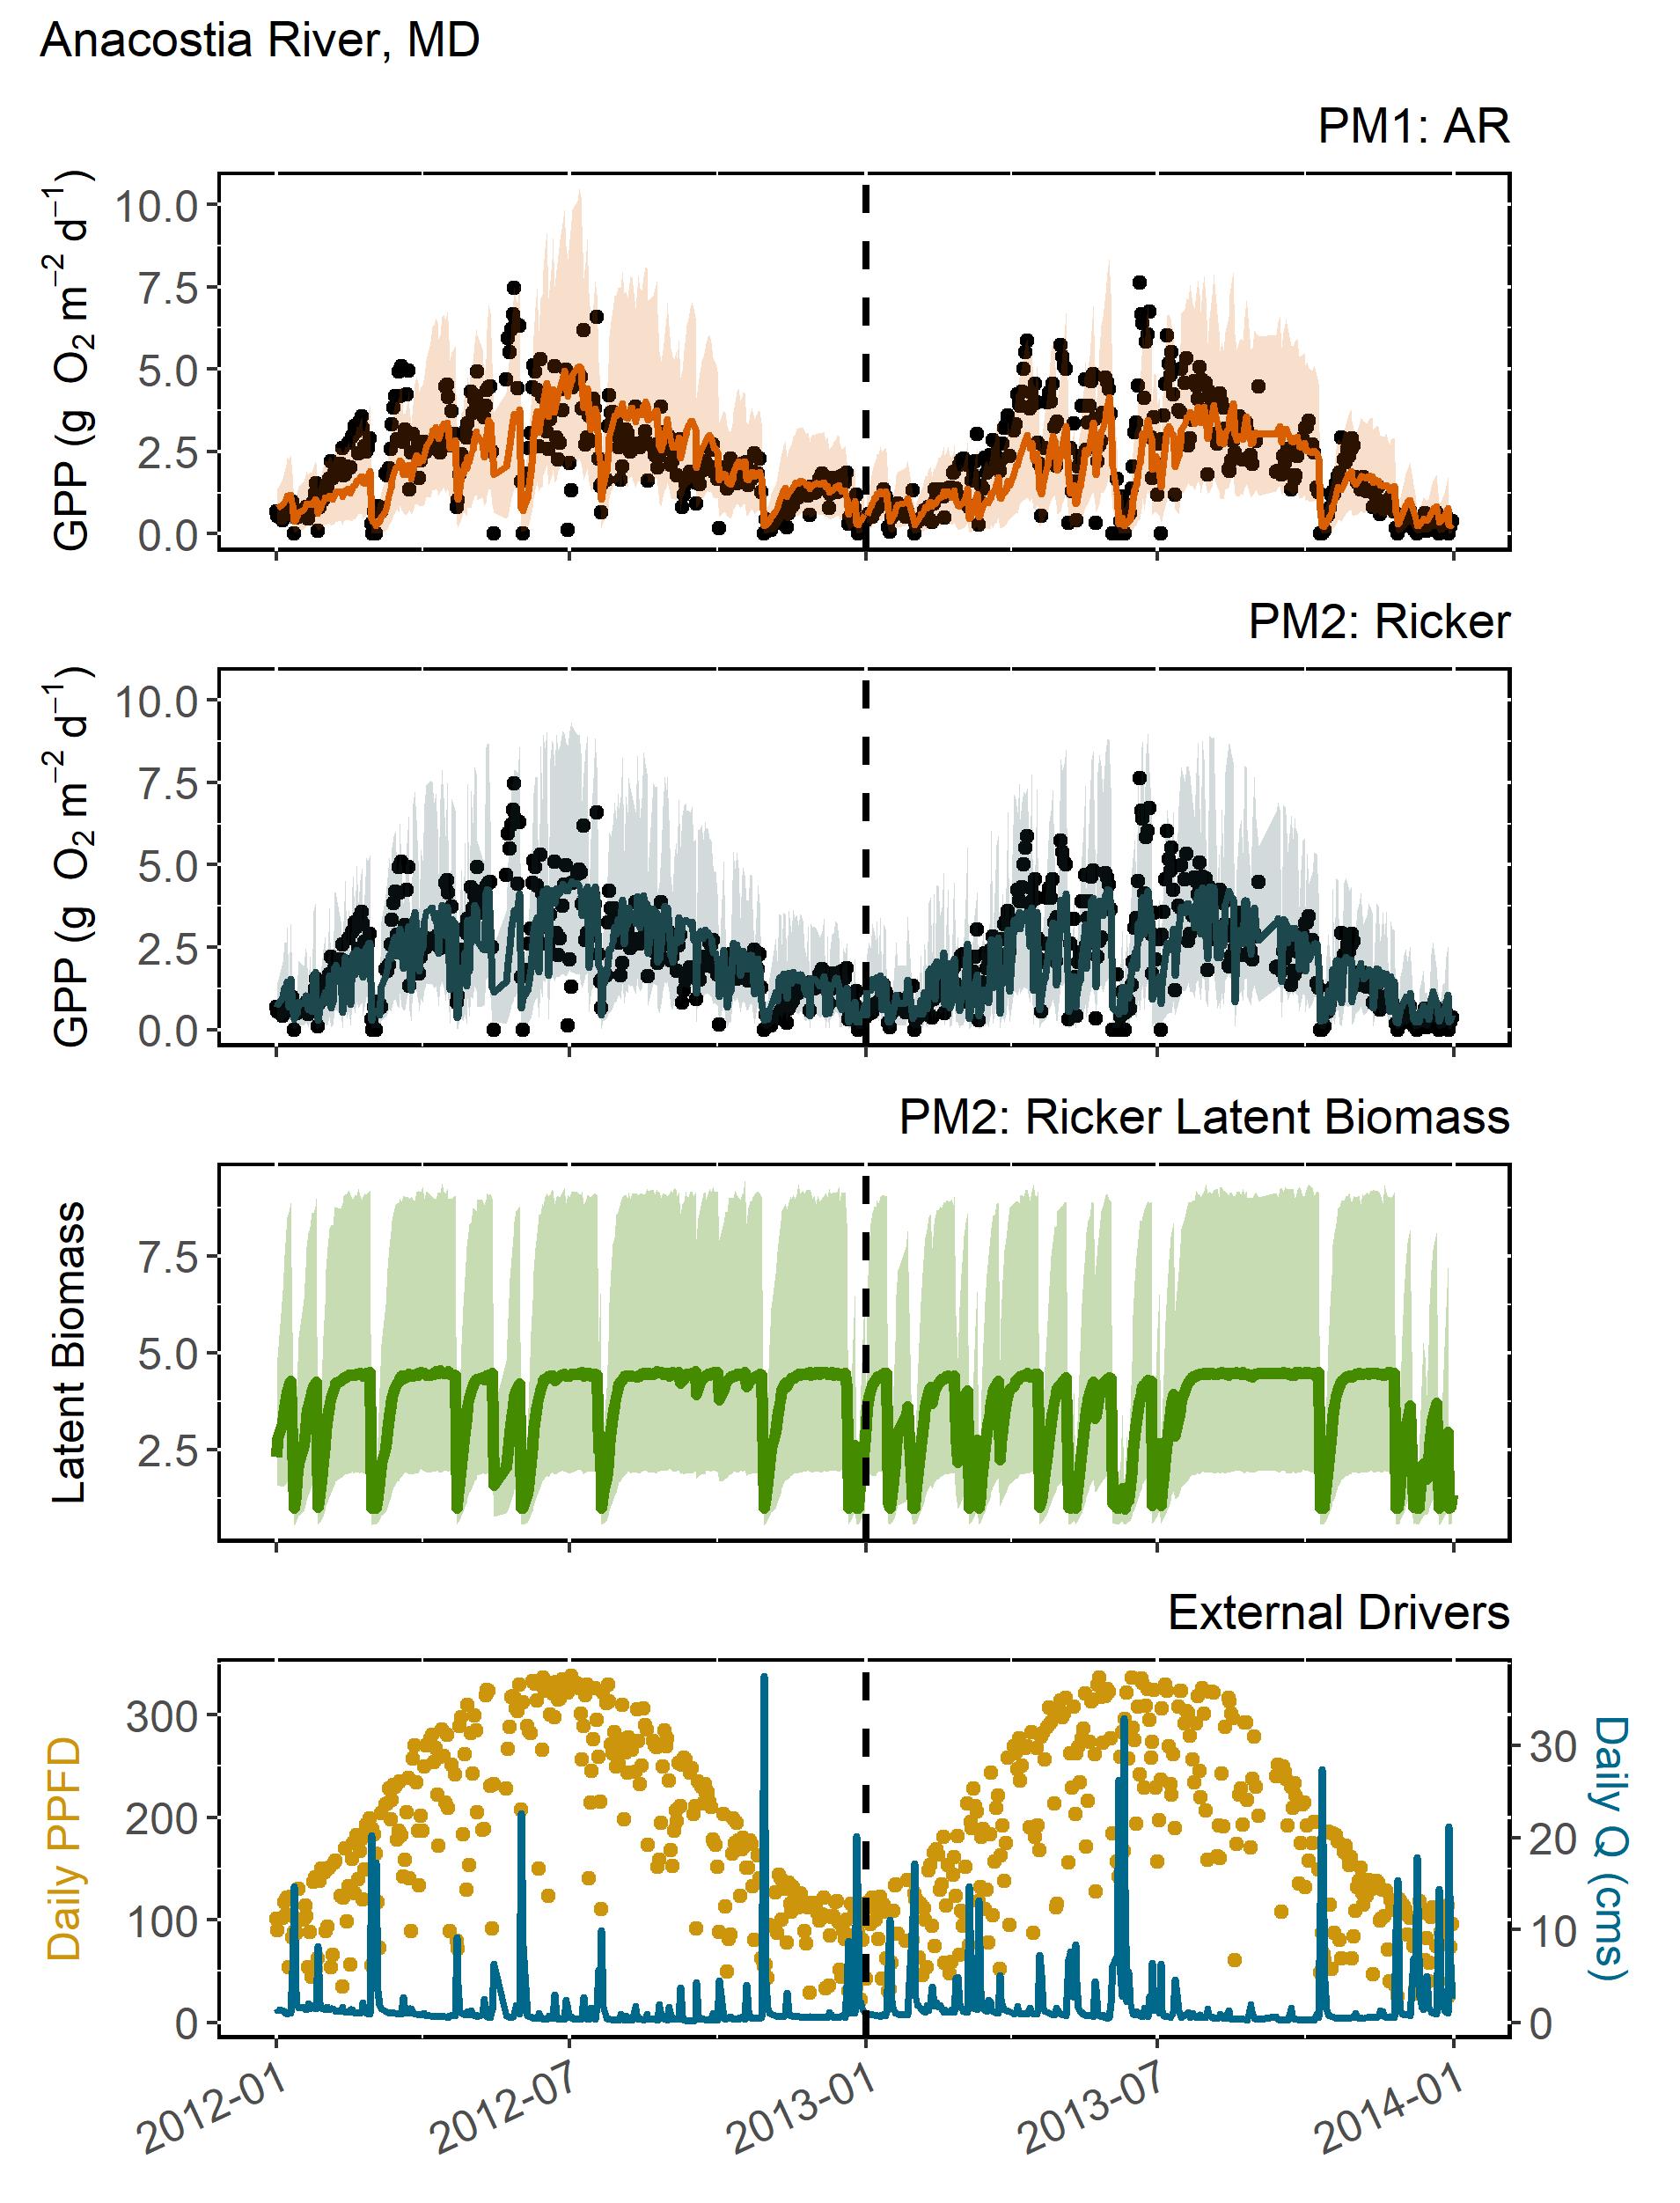 Anacostia River, MD
PM1: AR
GPP (g O₂ m⁻² d⁻¹)
10.0
7.5
5.0
2.5
0.0
PM2: Ricker
GPP (g O₂ m⁻² d⁻¹)
10.0
7.5
5.0
2.5
0.0
PM2: Ricker Latent Biomass
Latent Biomass
7.5
5.0
2.5
External Drivers
Daily PPFD
300
200
100
0
30
20
10
0
Daily Q (cms)
2012-01
2012-07
2013-01
2013-07
2014-01